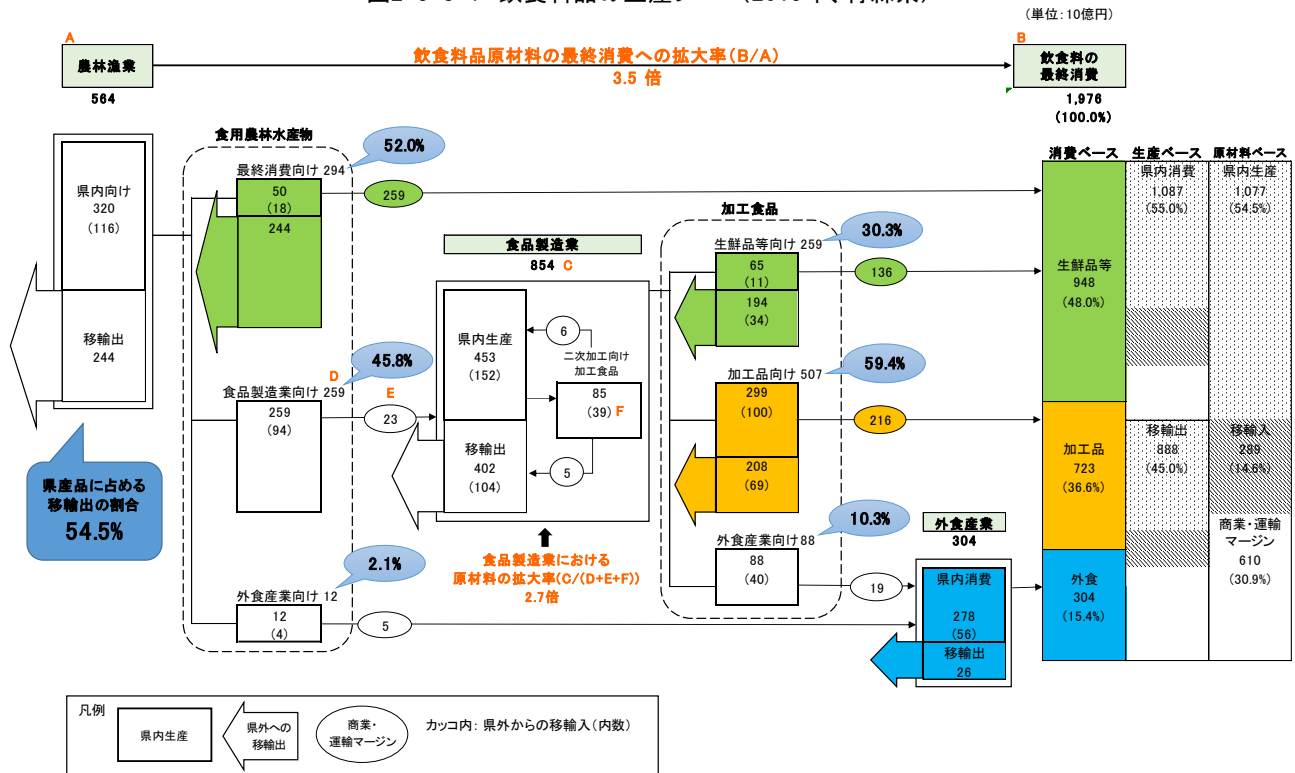 (単位:10億円)
A
農林漁業
564
飲食料品原材料の最終消費への拡大率(B/A)
3.5 倍
B
飲食料の
最終消費
1,976
(100.0%)
食用農林水産物
52.0%
最終消費向け 294
50
(18)
244
259
県内向け
320
(116)
移輸出
244
県産品に占める
移輸出の割合
54.5%
D
45.8%
食品製造業向け 259
259
(94)
E
23
2.1%
外食産業向け 12
12
(4)
5
食品製造業
854 C
県内生産
453
(152)
移輸出
402
(104)
6
二次加工向け
加工食品
85
(39) F
5
食品製造業における
原材料の拡大率(C/(D+E+F))
2.7倍
加工食品
30.3%
生鮮品等向け 259
65
(11)
194
(34)
136
59.4%
加工品向け 507
299
(100)
208
(69)
216
10.3%
外食産業向け88
88
(40)
19
外食産業
304
県内消費
278
(56)
移輸出
26
消費ベース
生鮮品等
948
(48.0%)
加工品
723
(36.6%)
外食
304
(15.4%)
生産ベース
県内消費
1,087
(55.0%)
移輸出
888
(45.0%)
原材料ベース
県内生産
1,077
(54.5%)
移輸入
289
(14.6%)
商業・運輸
マージン
610
(30.9%)
凡例
県内生産
県外への
移輸出
商業・
運輸マージン
カッコ内: 県外からの移輸入(内数)